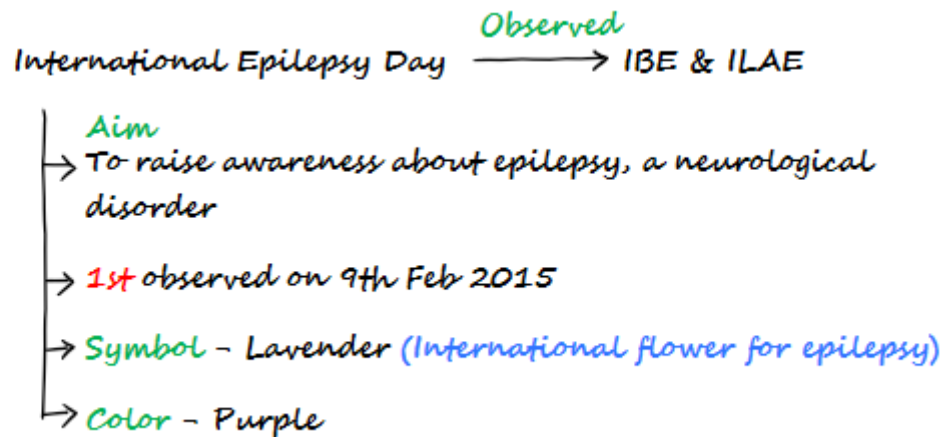 Observed
International Epilepsy Day → IBE & ILAE
Aim
To raise awareness about epilepsy, a neurological
disorder
1st observed on 9th Feb 2015
Symbol - Lavender (International flower for epilepsy)
Color - Purple